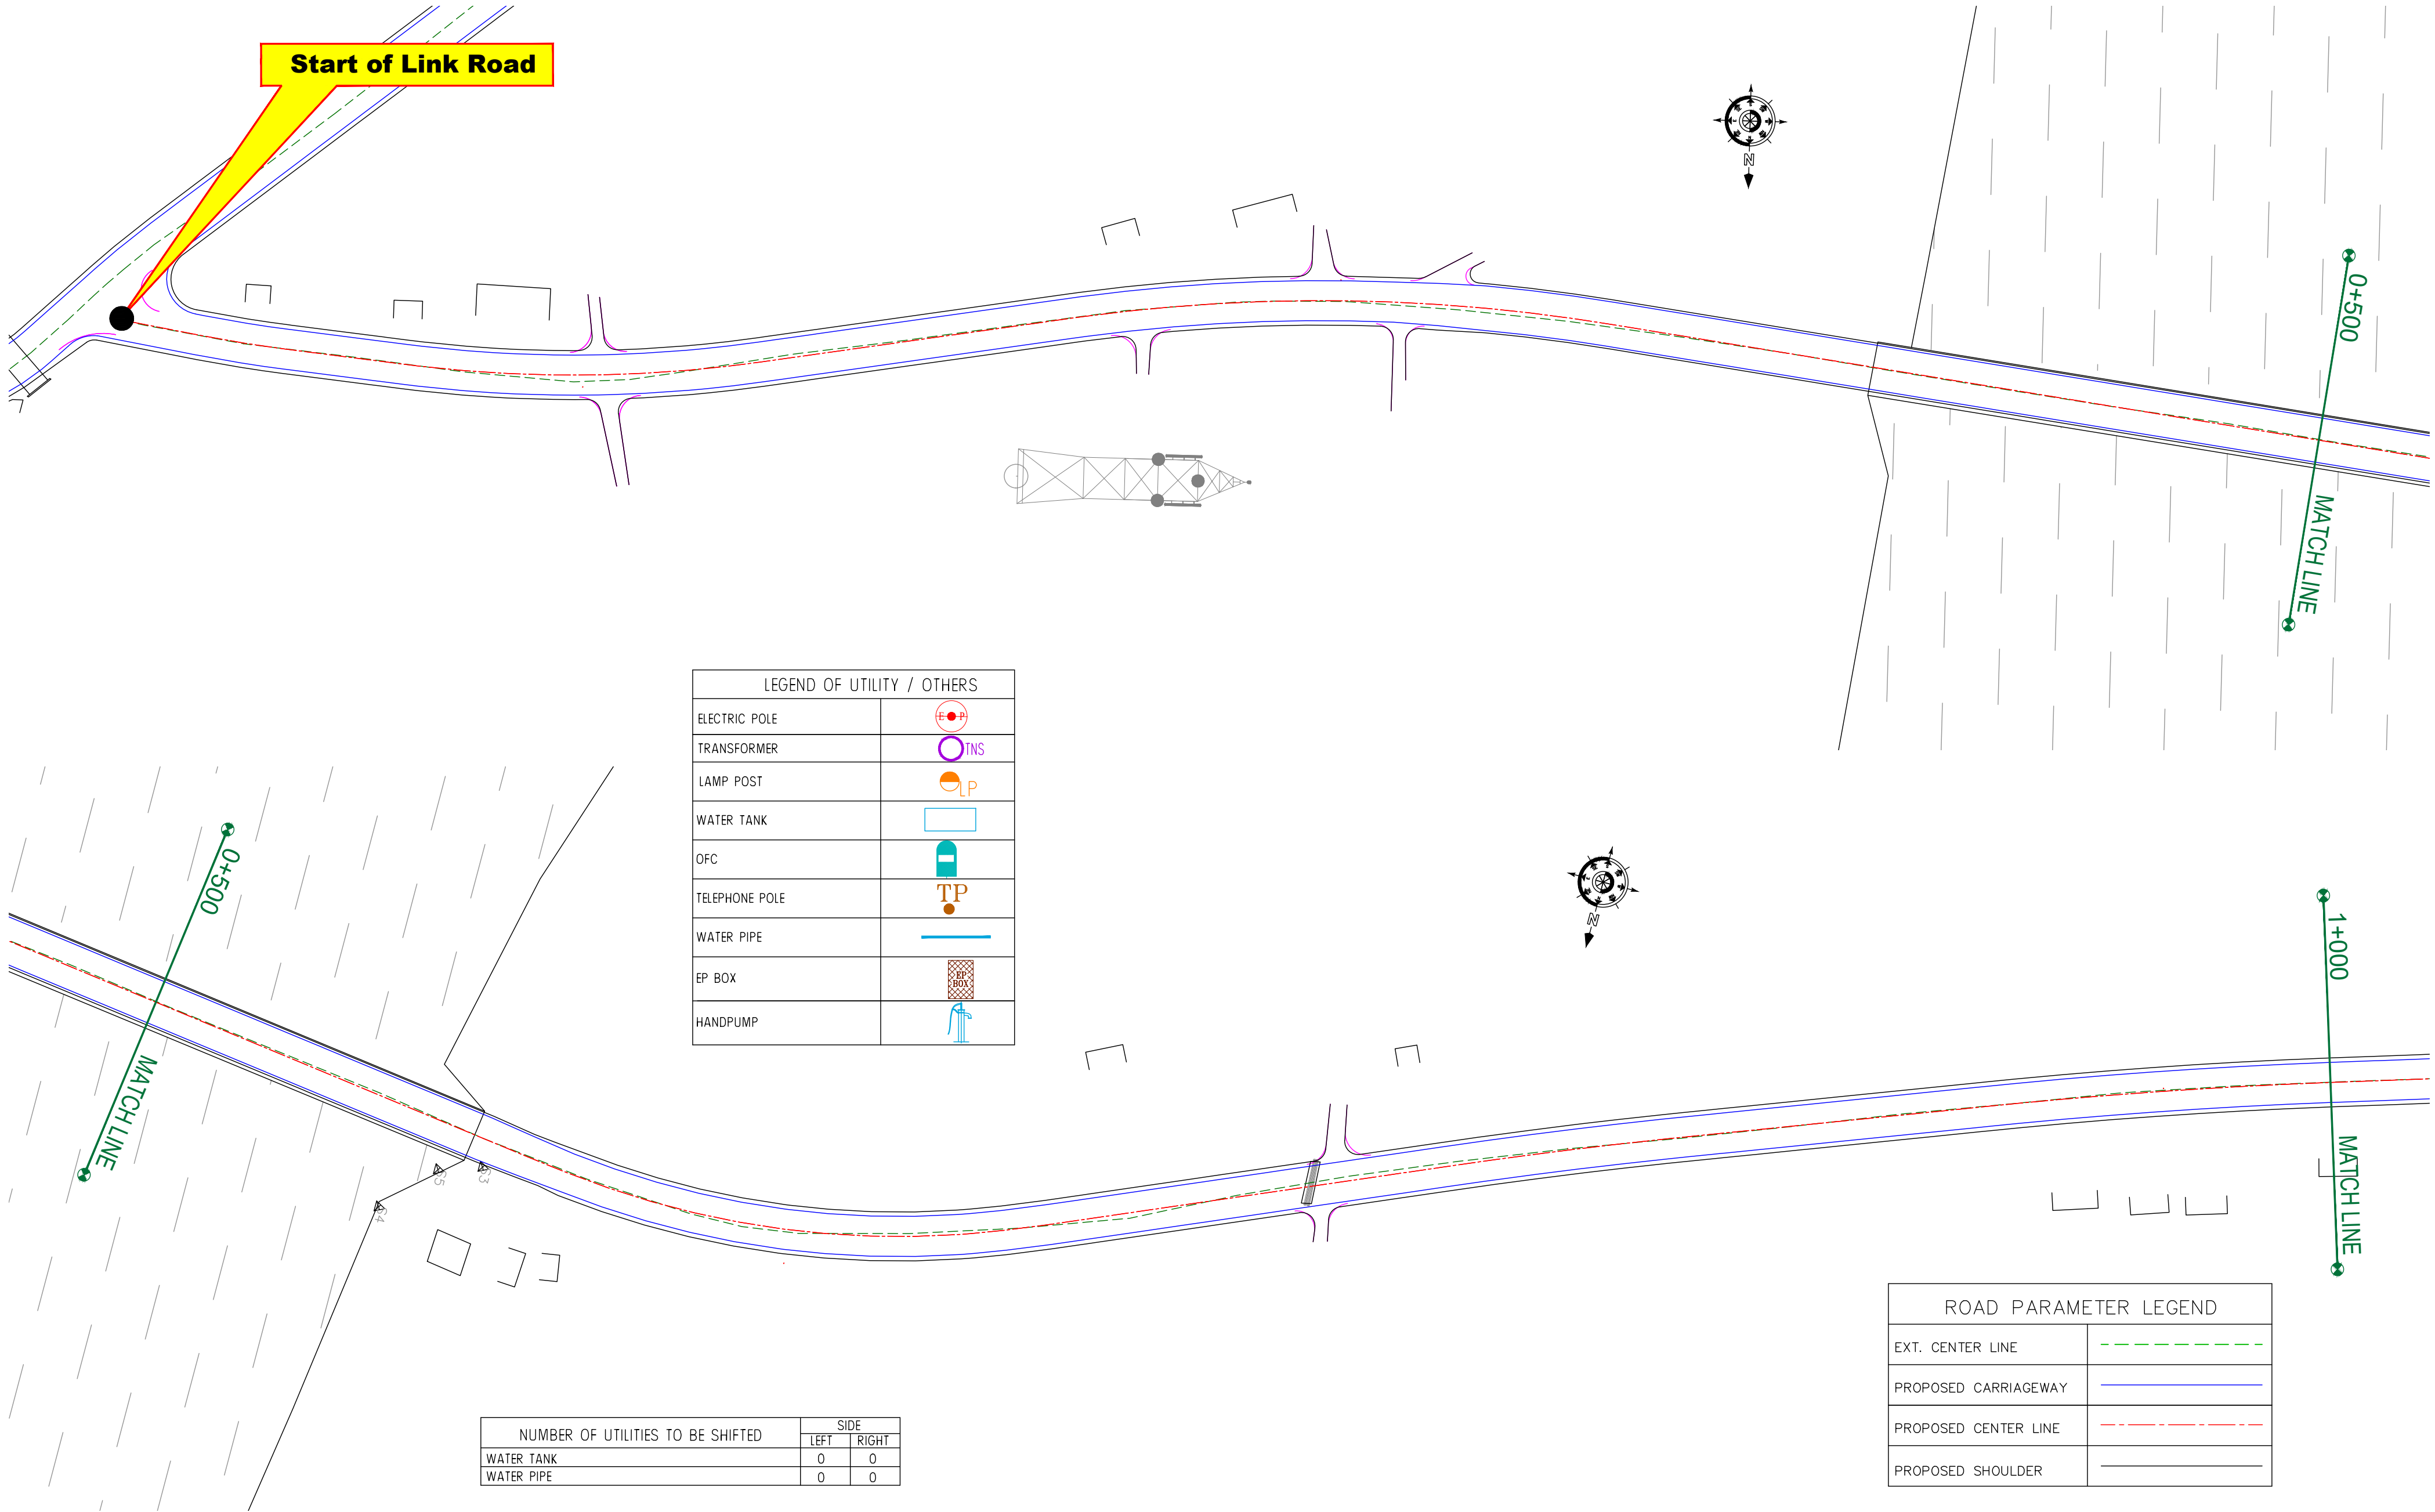 Start of Link Road
N
0+500
MATCH LINE
LEGEND OF UTILITY / OTHERS
ELECTRIC POLE E P
TRANSFORMER TNS
LAMP POST LP
WATER TANK
OFC
TELEPHONE POLE TP
WATER PIPE
EP BOX EP BOX
HANDPUMP
0+500
MATCH LINE
N
1+000
MATCH LINE
65
63
64
ROAD PARAMETER LEGEND
EXT. CENTER LINE
PROPOSED CARRIAGEWAY
PROPOSED CENTER LINE
PROPOSED SHOULDER
NUMBER OF UTILITIES TO BE SHIFTED SIDE
LEFT RIGHT
WATER TANK 0 0
WATER PIPE 0 0